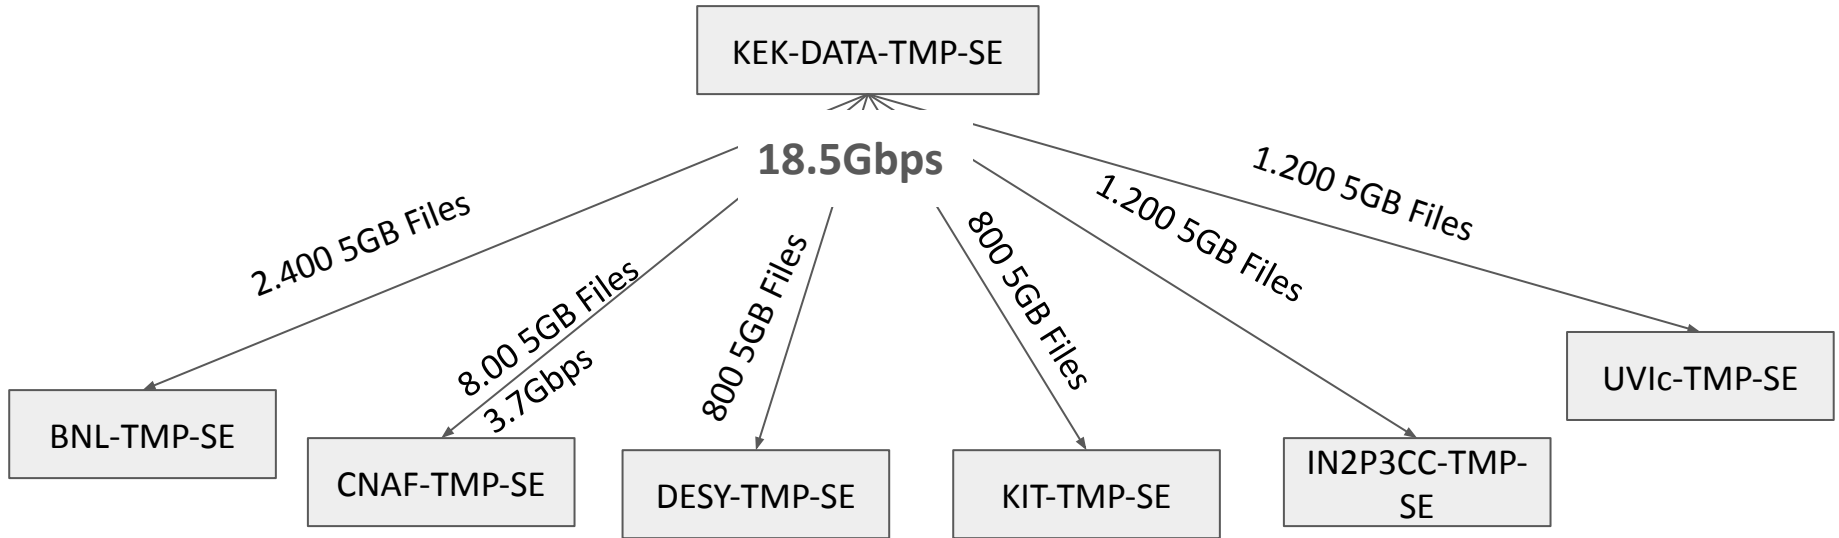 KEK-DATA-TMP-SE
18.5Gbps
2.400 5GB Files
8.00 5GB Files
3.7Gbps
800 5GB Files
800 5GB Files
1.200 5GB Files
1.200 5GB Files
BNL-TMP-SE
CNAF-TMP-SE
DESY-TMP-SE
KIT-TMP-SE
IN2P3CC-TMP-
SE
UVIc-TMP-SE